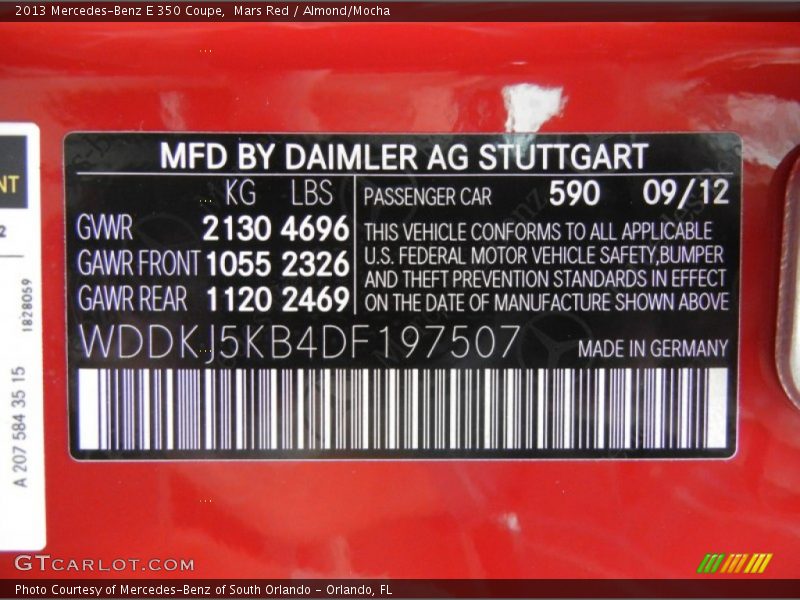 2013 Mercedes-Benz E 350 Coupe,  Mars Red / Almond/Mocha
MFD BY DAIMLER AG STUTTGART
KG LBS
GVWR 2130 4696
GAWR FRONT 1055 2326
GAWR REAR 1120 2469
PASSENGER CAR 590 09/12
THIS VEHICLE CONFORMS TO ALL APPLICABLE
U.S. FEDERAL MOTOR VEHICLE SAFETY,BUMPER
AND THEFT PREVENTION STANDARDS IN EFFECT
ON THE DATE OF MANUFACTURE SHOWN ABOVE
WDDKJ5KB4DF197507
MADE IN GERMANY
NT
2
1828059
A 207 584 35 15
GTCARLOT.COM
Photo Courtesy of Mercedes-Benz of South Orlando - Orlando, FL